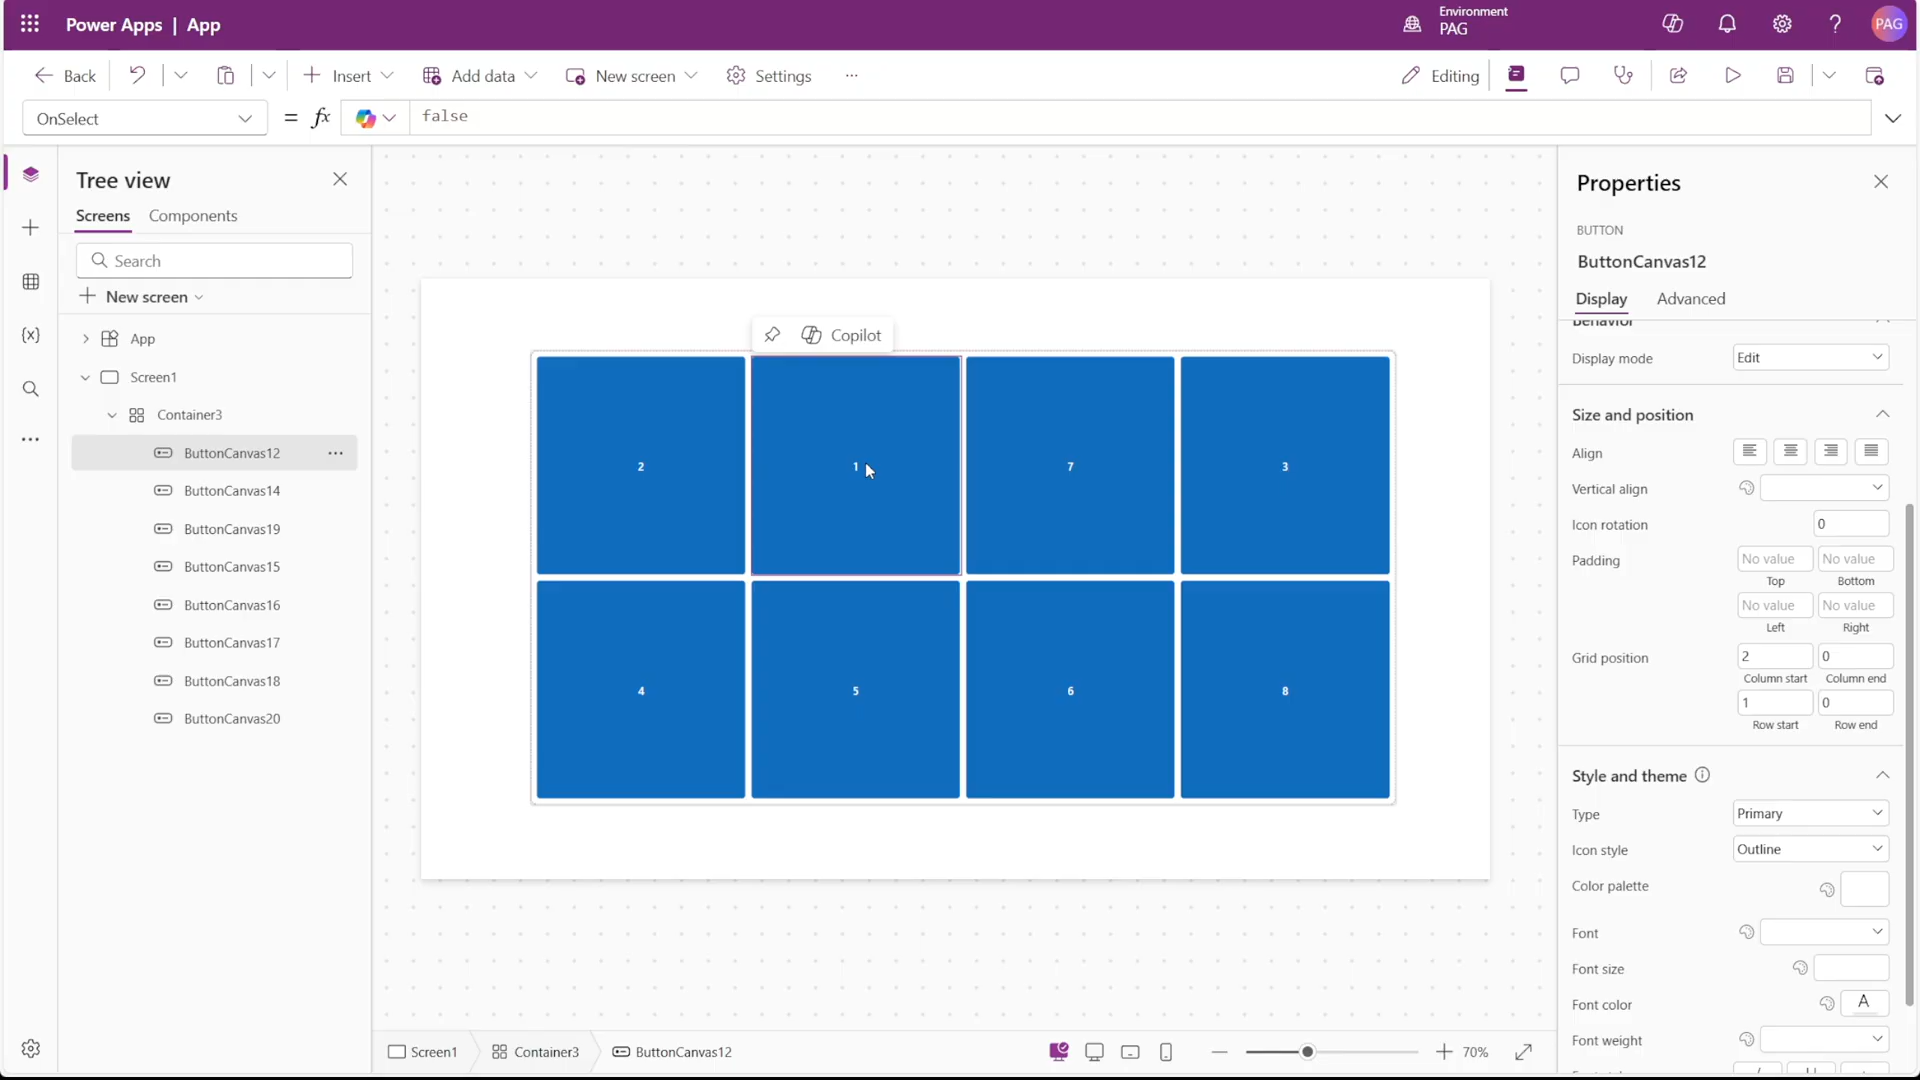 Power Apps | App
Environment
PAG
PAG
Back
Insert
Add data
New screen
Settings
Editing
OnSelect
= fx
false
Tree view
Screens
Components
Search
New screen
App
Screen1
Container3
ButtonCanvas12
ButtonCanvas14
ButtonCanvas19
ButtonCanvas15
ButtonCanvas16
ButtonCanvas17
ButtonCanvas18
ButtonCanvas20
Copilot
2
1
7
3
4
5
6
8
Screen1
Container3
ButtonCanvas12
70%
Properties
BUTTON
ButtonCanvas12
Display
Advanced
Behavior
Display mode
Edit
Size and position
Align
Vertical align
Icon rotation
0
Padding
No value
No value
Top
Bottom
No value
No value
Left
Right
Grid position
2
0
Column start
Column end
1
0
Row start
Row end
Style and theme
Type
Primary
Icon style
Outline
Color palette
Font
Font size
Font color
A
Font weight